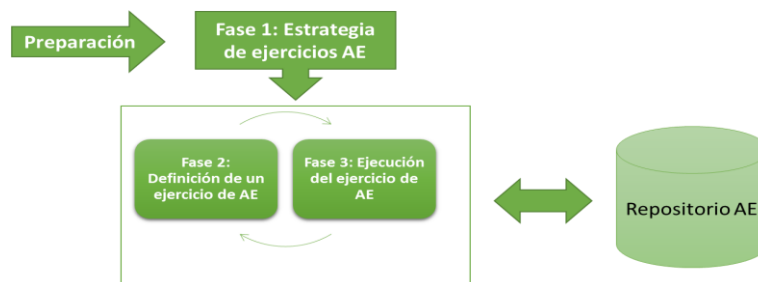 Preparación
Fase 1: Estrategia
de ejercicios AE
Fase 2:
Definición de un
ejercicio de AE
Fase 3: Ejecución
del ejercicio de
AE
Repositorio AE